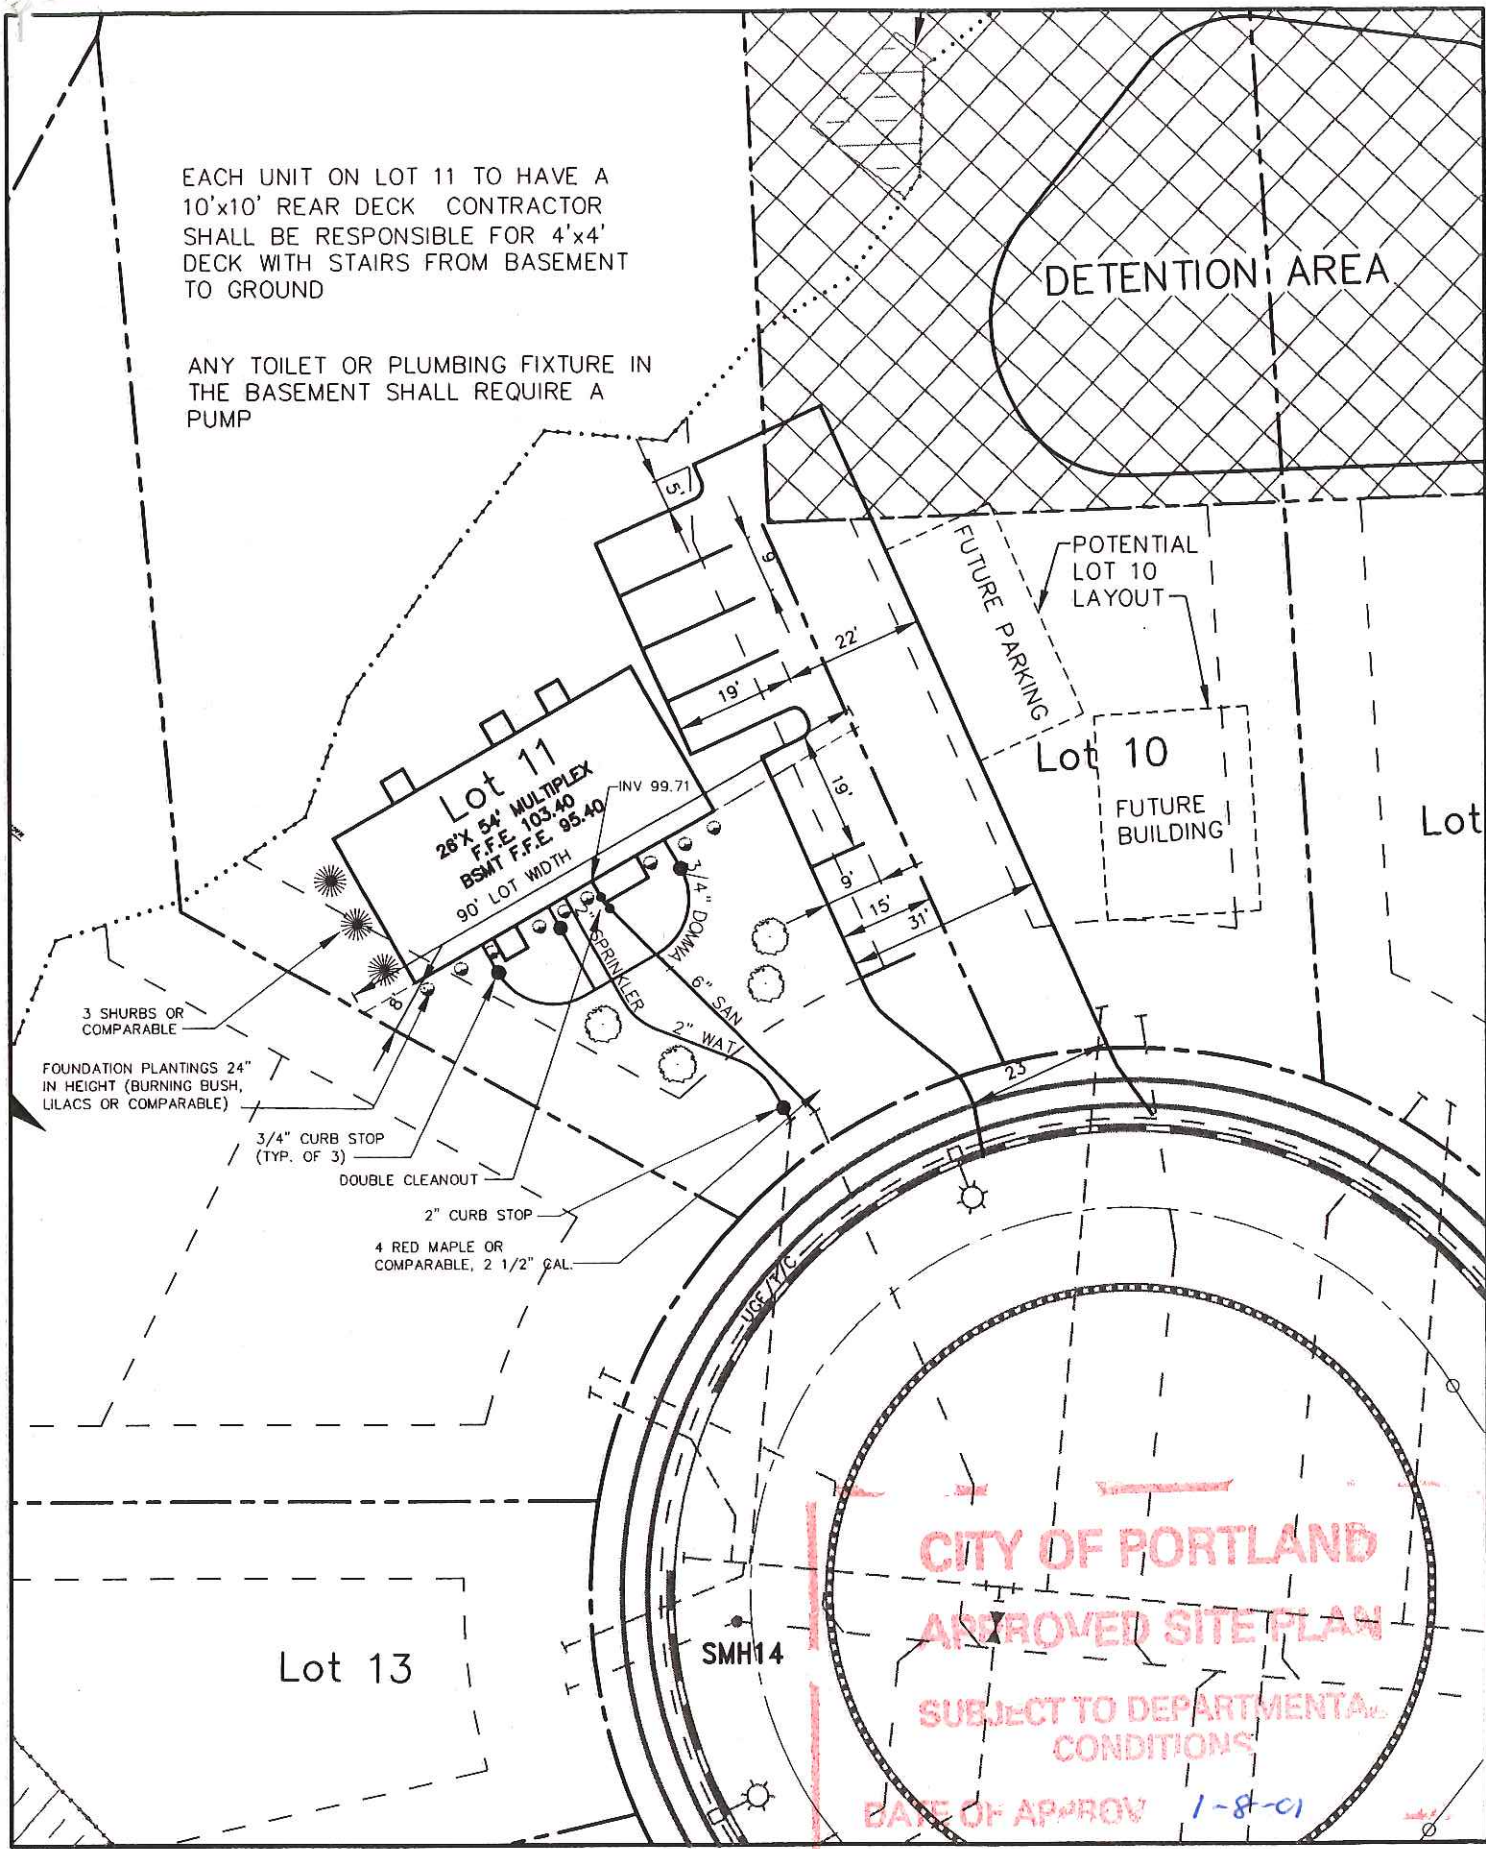 EACH UNIT ON LOT 11 TO HAVE A
10'x10' REAR DECK CONTRACTOR
SHALL BE RESPONSIBLE FOR 4'x4'
DECK WITH STAIRS FROM BASEMENT
TO GROUND
ANY TOILET OR PLUMBING FIXTURE IN
THE BASEMENT SHALL REQUIRE A
PUMP
DETENTION AREA
5'
9
22'
19'
FUTURE PARKING
POTENTIAL
LOT 10
LAYOUT
Lot 10
FUTURE
BUILDING
Lot
Lot 11
26'X 54' MULTIPLEX
F.F.E. 103.40
BSMT F.F.E. 95.40
90' LOT WIDTH
INV 99.71
19'
9'
15'
31'
3/4" DOMWA
2" SPRINKLER
6" SAN
2" WAT
8'
23'
3 SHURBS OR
COMPARABLE
FOUNDATION PLANTINGS 24"
IN HEIGHT (BURNING BUSH,
LILACS OR COMPARABLE)
3/4" CURB STOP
(TYP. OF 3)
DOUBLE CLEANOUT
2" CURB STOP
4 RED MAPLE OR
COMPARABLE, 2 1/2" CAL.
UGE/T/C
SMH14
Lot 13
CITY OF PORTLAND
APPROVED SITE PLAN
SUBJECT TO DEPARTMENTAL
CONDITIONS
DATE OF APPROV 1-8-01